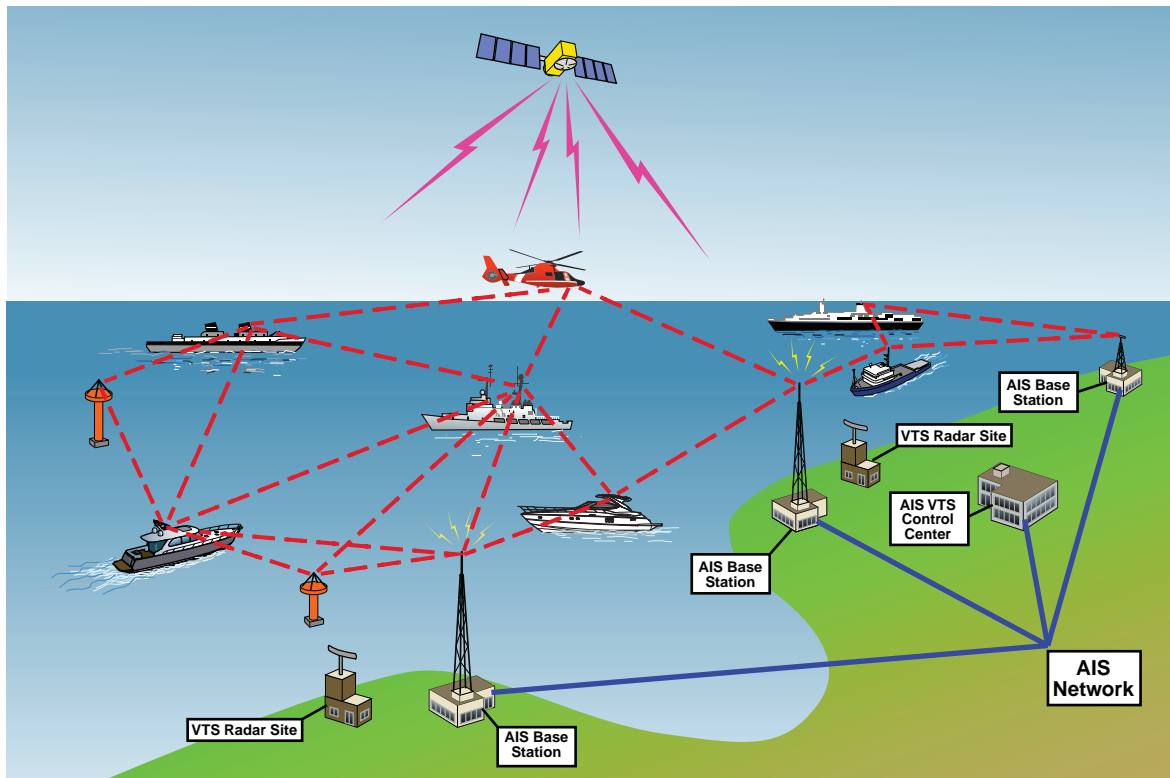 AIS Base
Station
VTS Radar Site
AIS VTS
Control
Center
AIS Base
Station
AIS
Network
VTS Radar Site
AIS Base
Station